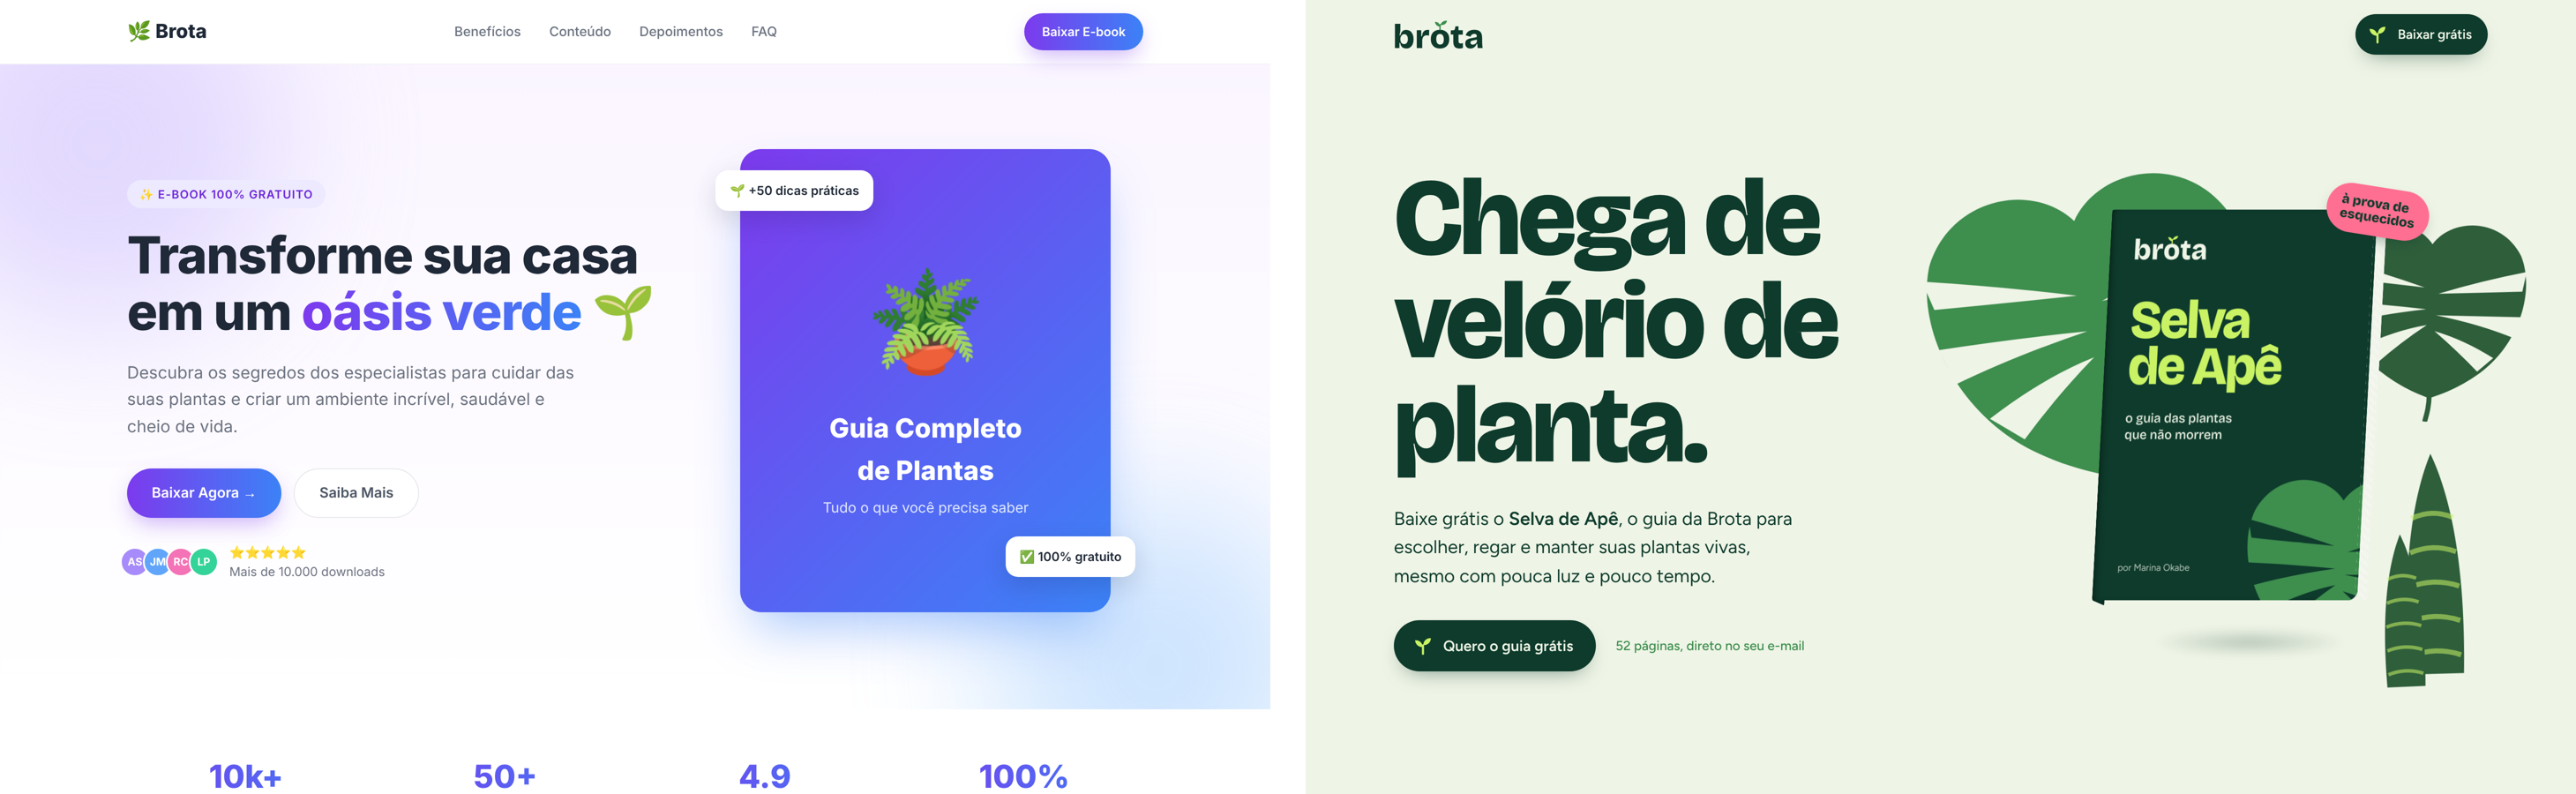 🌿 Brota
Benefícios
Conteúdo
Depoimentos
FAQ
Baixar E-book
✨ E-BOOK 100% GRATUITO
Transforme sua casa
em um oásis verde 🌱
Descubra os segredos dos especialistas para cuidar das
suas plantas e criar um ambiente incrível, saudável e
cheio de vida.
Baixar Agora →
Saiba Mais
AS JM RC LP
⭐⭐⭐⭐⭐
Mais de 10.000 downloads
🌱 +50 dicas práticas
Guia Completo
de Plantas
Tudo o que você precisa saber
✅ 100% gratuito
10k+
50+
4.9
100%
brota
Baixar grátis
Chega de
velório de
planta.
Baixe grátis o Selva de Apê, o guia da Brota para
escolher, regar e manter suas plantas vivas,
mesmo com pouca luz e pouco tempo.
Quero o guia grátis
52 páginas, direto no seu e-mail
à prova de
esquecidos
brota
Selva
de Apê
o guia das plantas
que não morrem
por Marina Okabe